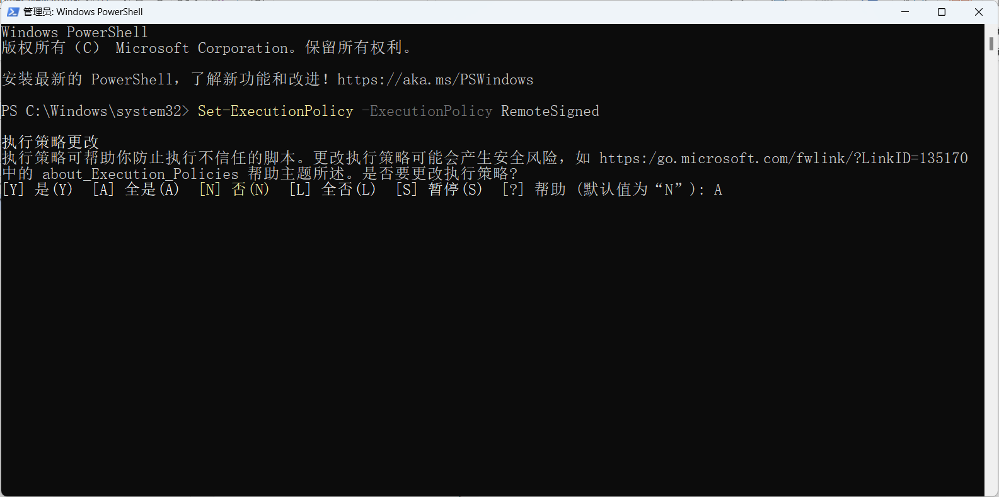 管理员: Windows PowerShell
Windows PowerShell
版权所有（C） Microsoft Corporation。保留所有权利。
安装最新的 PowerShell，了解新功能和改进！https://aka.ms/PSWindows
PS C:\Windows\system32> Set-ExecutionPolicy -ExecutionPolicy RemoteSigned
执行策略更改
执行策略可帮助你防止执行不信任的脚本。更改执行策略可能会产生安全风险，如 https:/go.microsoft.com/fwlink/?LinkID=135170
中的 about_Execution_Policies 帮助主题所述。是否要更改执行策略?
[Y] 是(Y)  [A] 全是(A)  [N] 否(N)  [L] 全否(L)  [S] 暂停(S)  [?] 帮助 (默认值为“N”): A